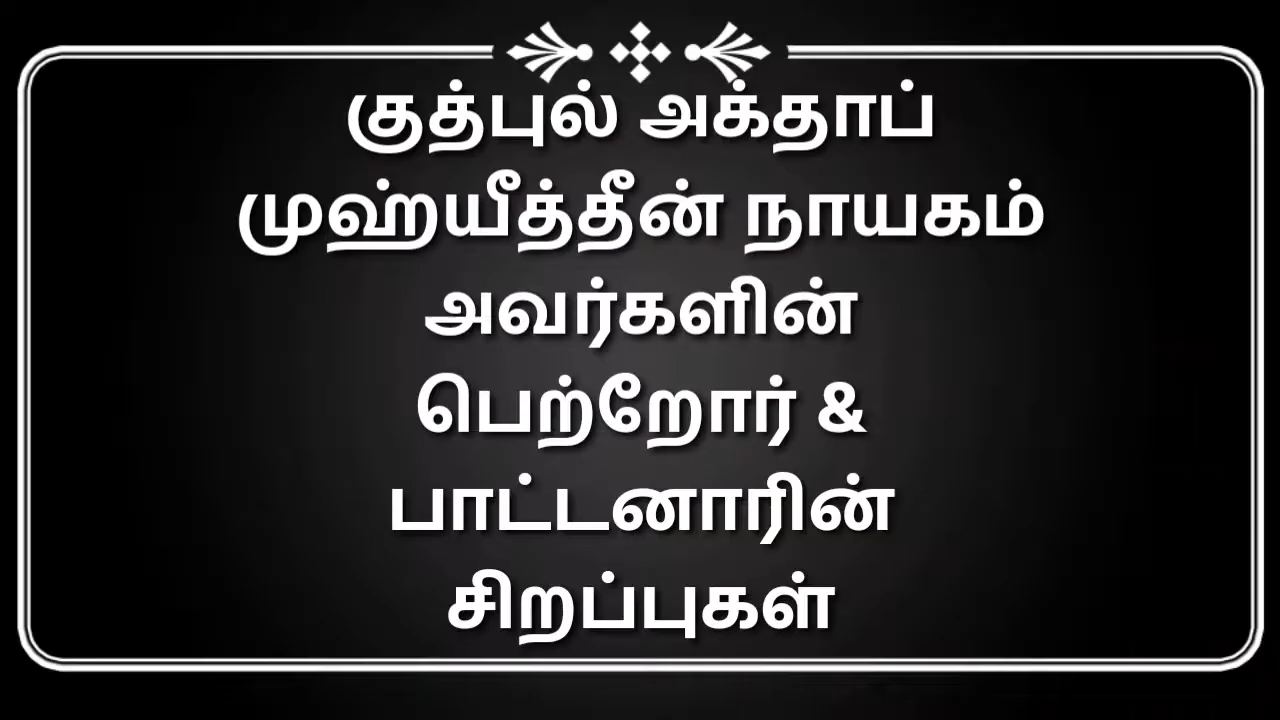 குத்புல் அக்தாப்
முஹ்யீத்தீன் நாயகம்
அவர்களின்
பெற்றோர் &
பாட்டனாரின்
சிறப்புகள்